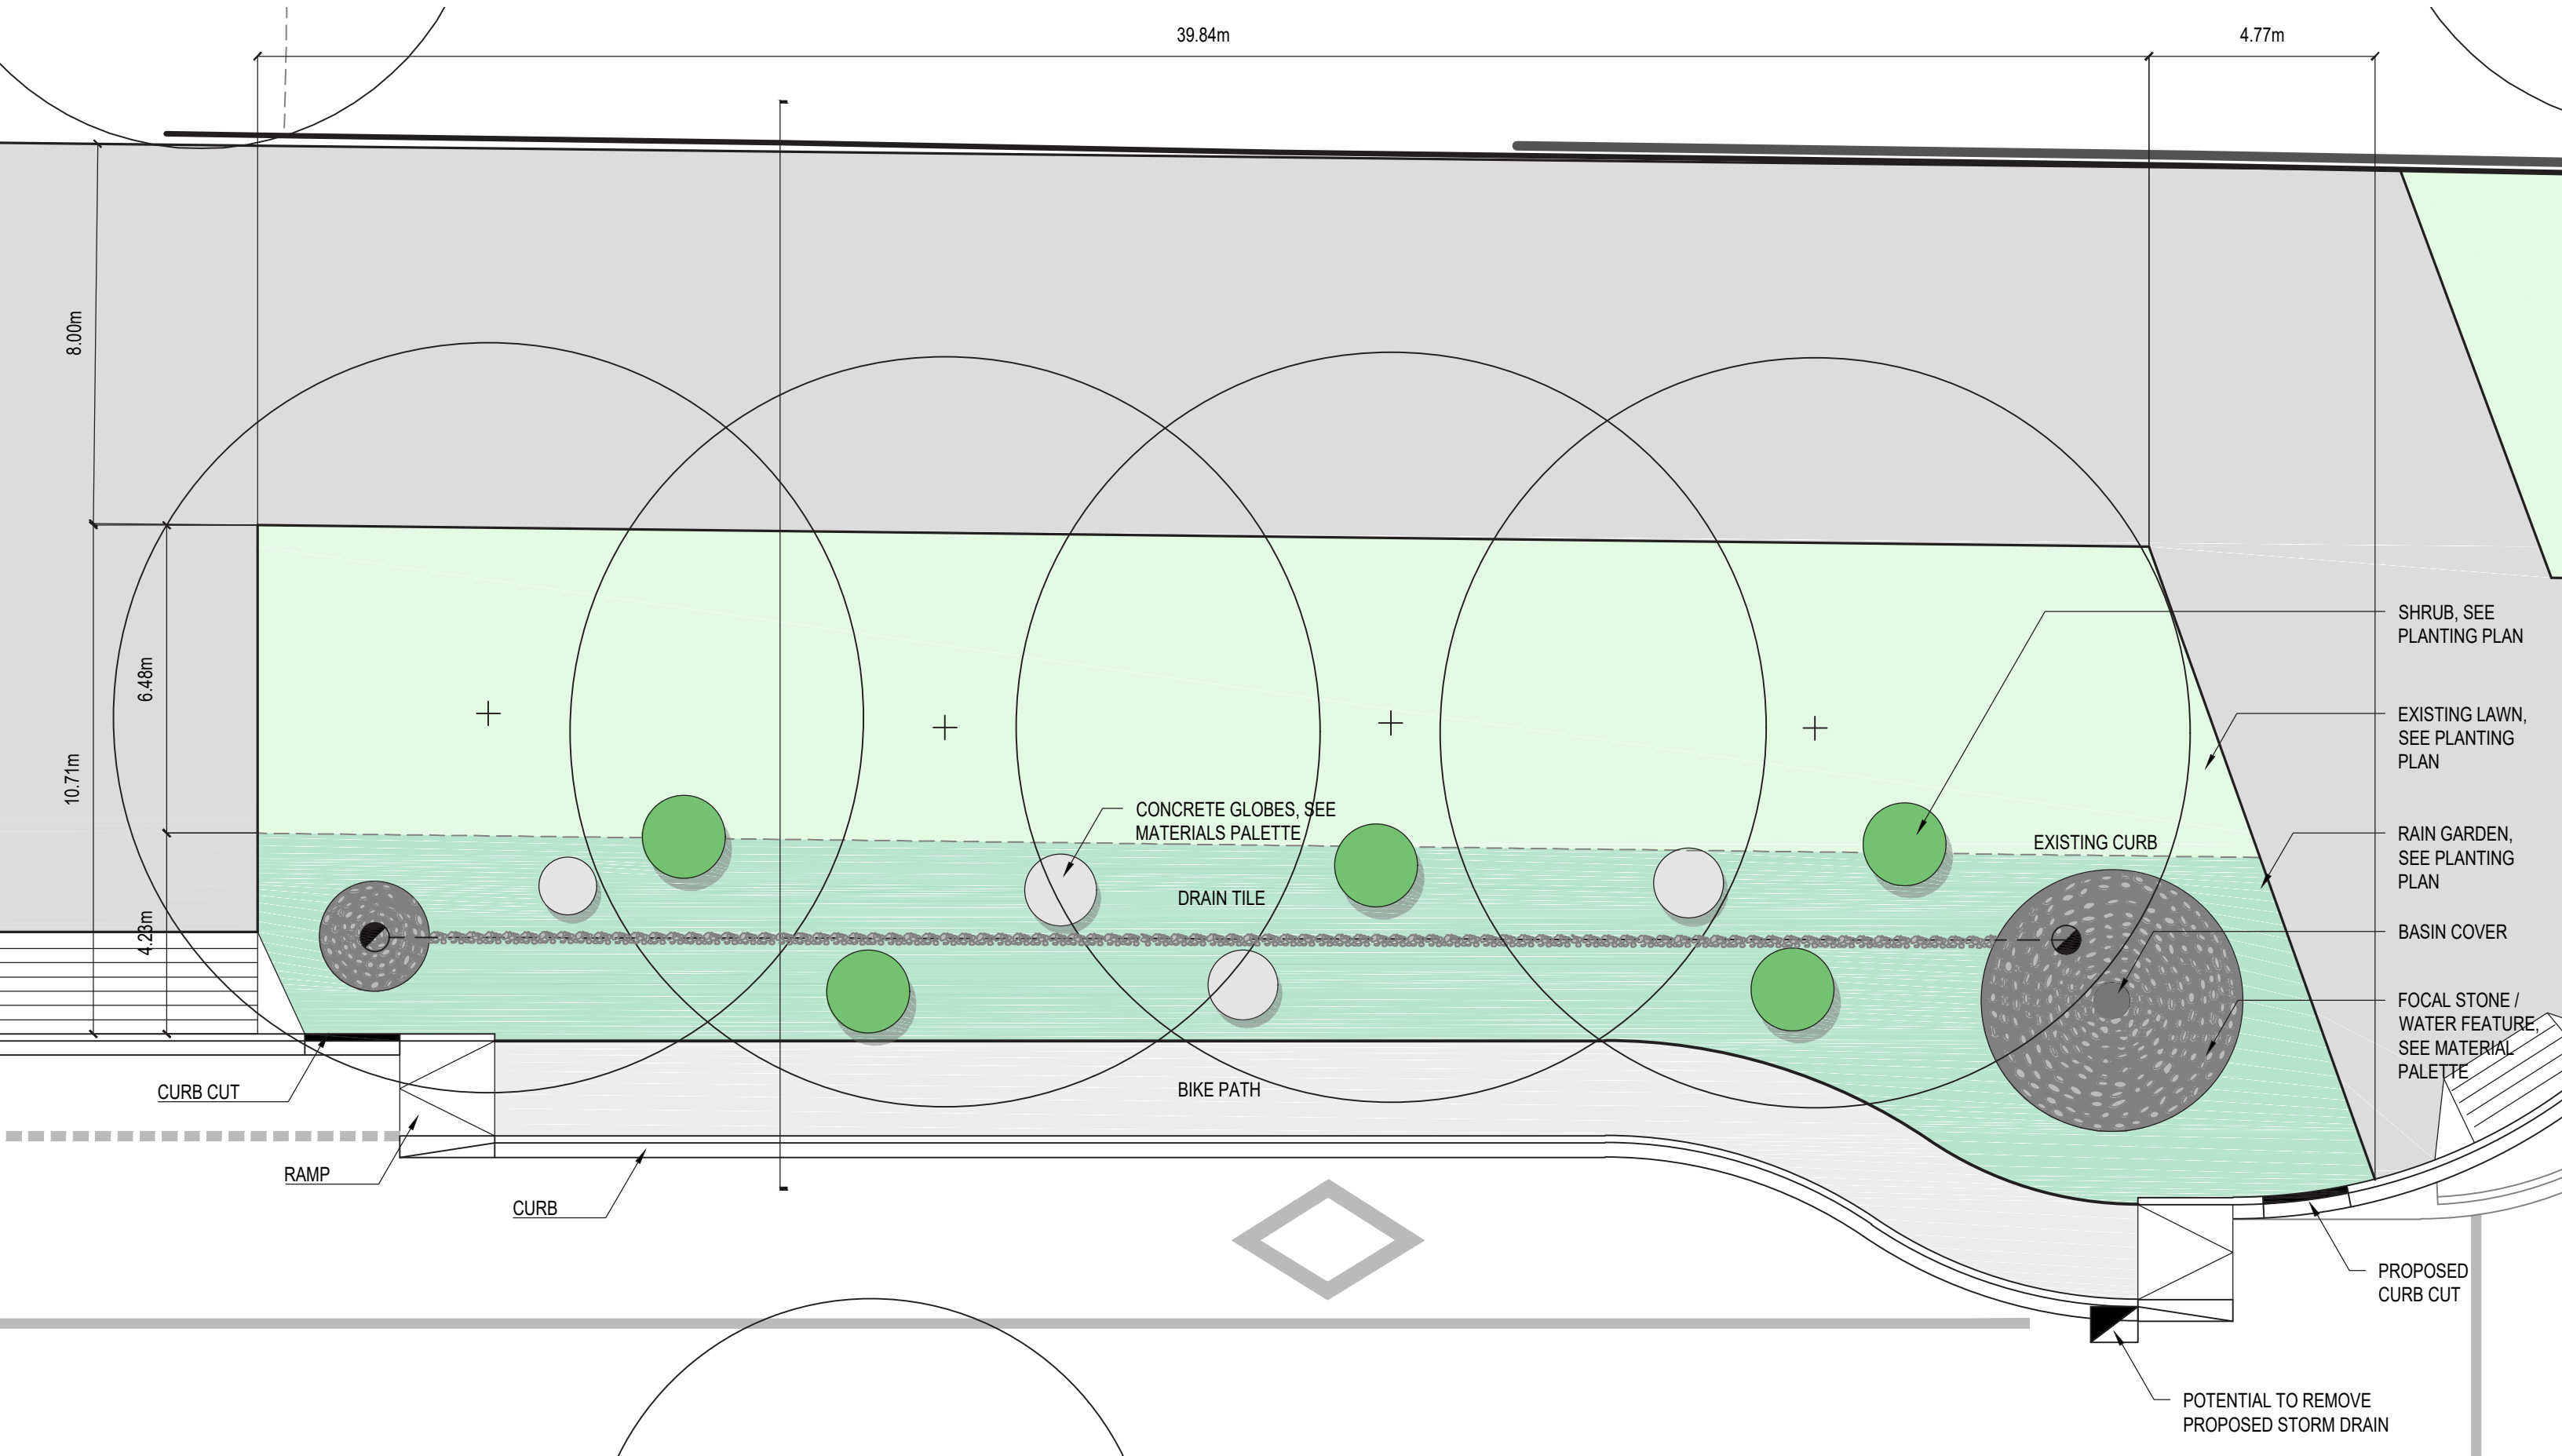 39.84m
4.77m
8.00m
6.48m
10.71m
4.23m
SHRUB, SEE
PLANTING PLAN
EXISTING LAWN,
SEE PLANTING
PLAN
CONCRETE GLOBES, SEE
MATERIALS PALETTE
EXISTING CURB
RAIN GARDEN,
SEE PLANTING
PLAN
DRAIN TILE
BASIN COVER
FOCAL STONE /
WATER FEATURE,
SEE MATERIAL
PALETTE
CURB CUT
BIKE PATH
RAMP
CURB
PROPOSED
CURB CUT
POTENTIAL TO REMOVE
PROPOSED STORM DRAIN